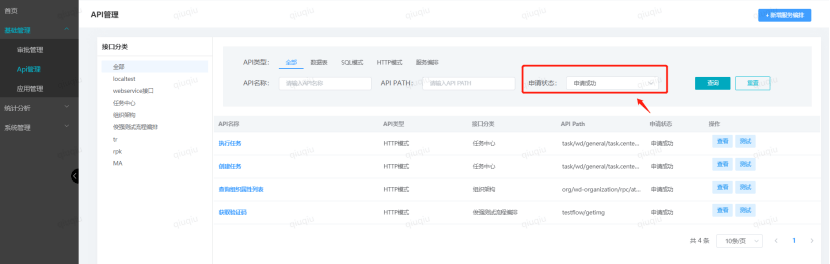 首页
API管理
+ 新增服务编排
基础管理
审批管理
Api管理
应用管理
统计分析
系统管理
接口分类
全部
localtest
webservice接口
任务中心
组织架构
倚强测试流程编排
tr
rpk
MA
API类型: 全部 数据表 SQL模式 HTTP模式 服务编排
API名称: 请输入API名称 API PATH: 请输入API PATH 申请状态: 申请成功 查询 重置
API名称 API类型 接口分类 API Path 申请状态 操作
执行任务 HTTP模式 任务中心 task/wd/general/task.cente... 申请成功 查看 测试
创建任务 HTTP模式 任务中心 task/wd/general/task.cente... 申请成功 查看 测试
查询组织属性列表 HTTP模式 组织架构 org/wd-organization/rpc/at... 申请成功 查看 测试
获取验证码 HTTP模式 倚强测试流程编排 testflow/getimg 申请成功 查看 测试
共 4 条 10条/页 1